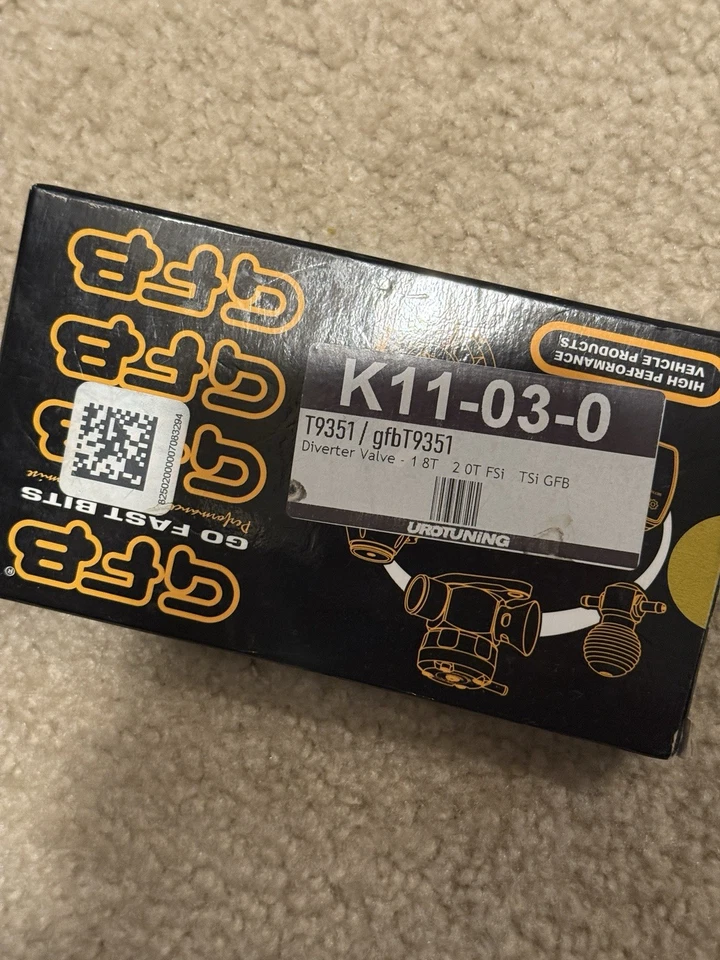 GFB
GFB
GFB
GFB
®
GO FAST BITS
HIGH PERFORMANCE
VEHICLE PRODUCTS
K11-03-0
T9351 / gfbT9351
Diverter Valve - 1 8T 2 0T FSi TSi GFB
UROTUNING
8250200007083294